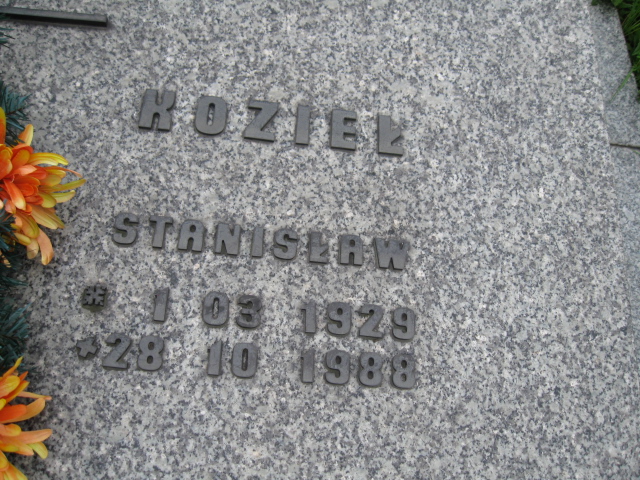 KOZIEŁ
STANISŁAW
* 1 03 1929
+28 10 1988